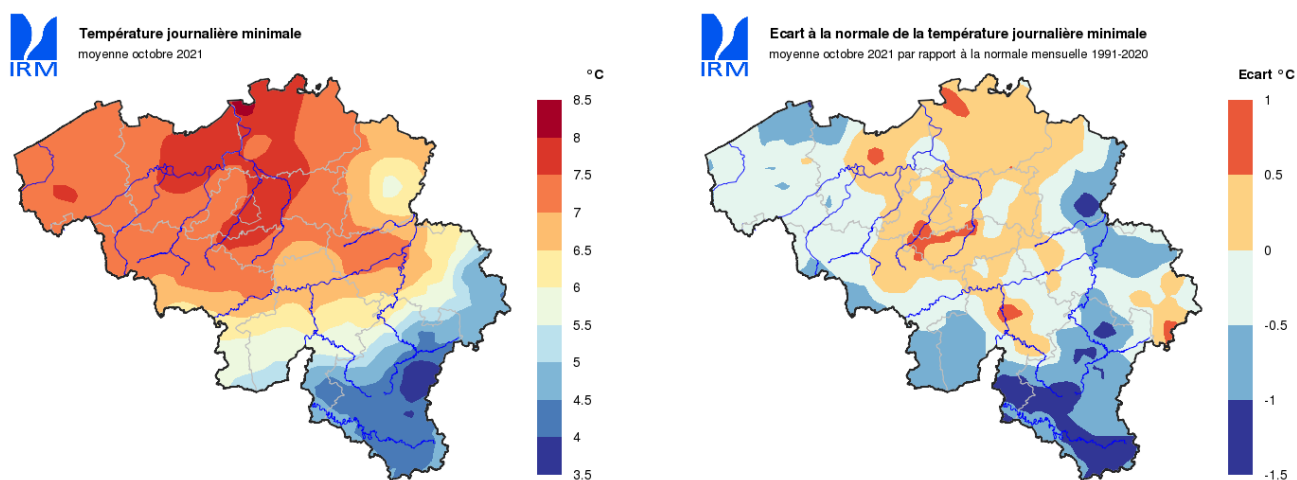 IRM
Température journalière minimale
moyenne octobre 2021
°C
8.5
8
7.5
7
6.5
6
5.5
5
4.5
4
3.5
IRM
Ecart à la normale de la température journalière minimale
moyenne octobre 2021 par rapport à la normale mensuelle 1991-2020
Ecart °C
1
0.5
0
-0.5
-1
-1.5